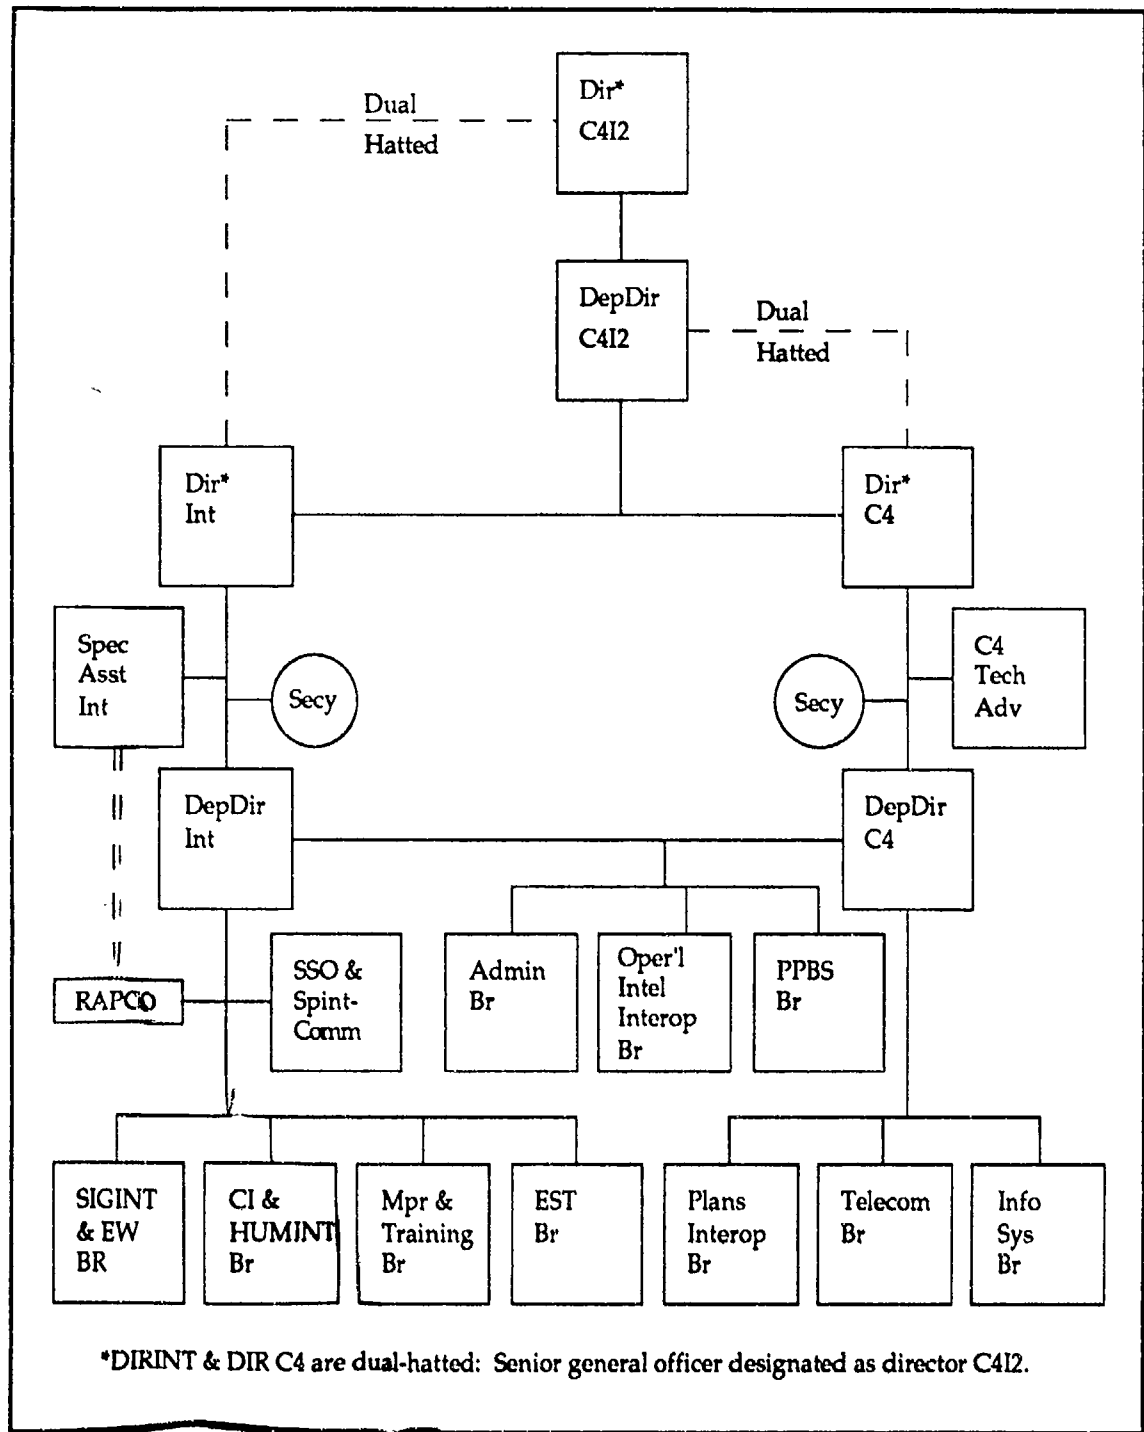 Dir*
C4I2
Dual
Hatted
DepDir
C4I2
Dual
Hatted
Dir*
Int
Dir*
C4
Spec
Asst
Int
Secy
Secy
C4
Tech
Adv
DepDir
Int
DepDir
C4
RAPCO
SSO &
Spint-
Comm
Admin
Br
Oper'l
Intel
Interop
Br
PPBS
Br
SIGINT
& EW
BR
CI &
HUMINT
Br
Mpr &
Training
Br
EST
Br
Plans
Interop
Br
Telecom
Br
Info
Sys
Br
*DIRINT & DIR C4 are dual-hatted: Senior general officer designated as director C4I2.